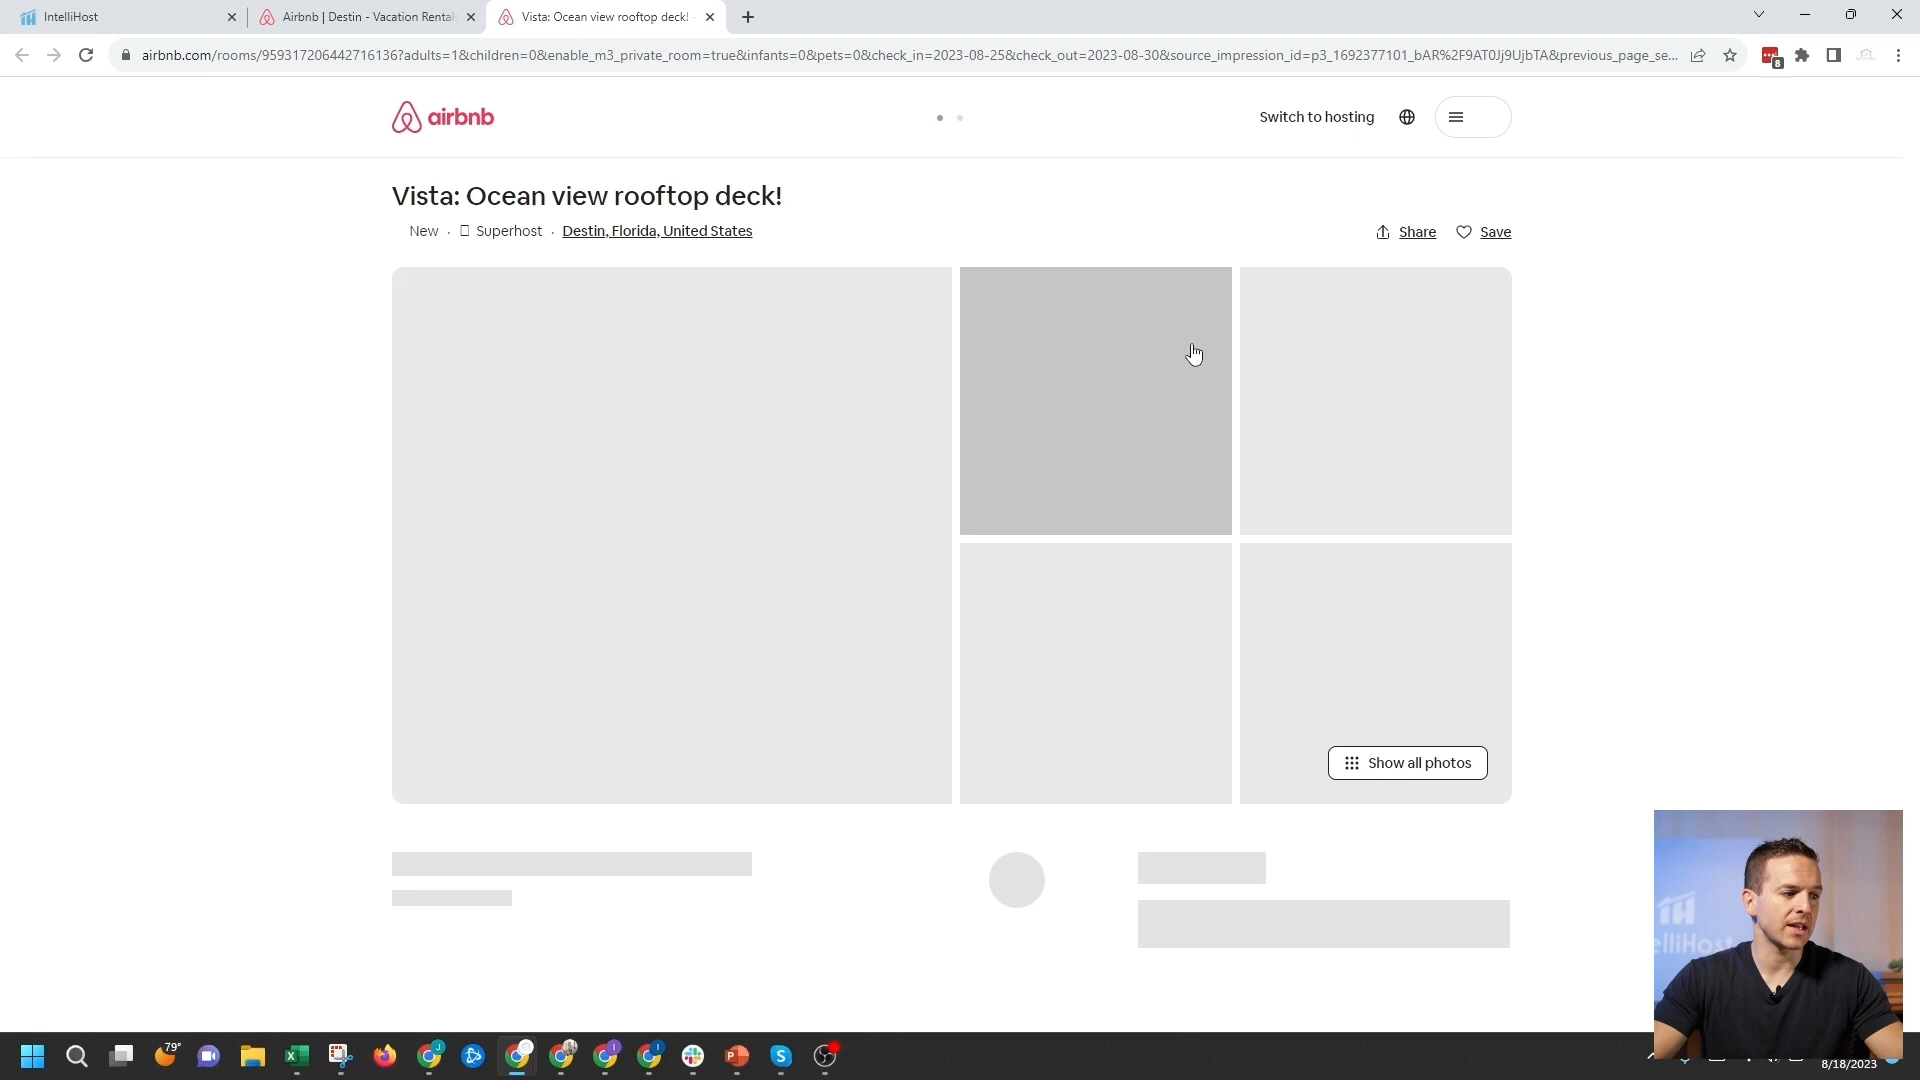 IntelliHost
Airbnb | Destin - Vacation Rentals
Vista: Ocean view rooftop deck! -
airbnb.com/rooms/959317206442716136?adults=1&children=0&enable_m3_private_room=true&infants=0&pets=0&check_in=2023-08-25&check_out=2023-08-30&source_impression_id=p3_1692377101_bAR%2F9AT0Jj9UjbTA&previous_page_se...
8
airbnb
Switch to hosting
Vista: Ocean view rooftop deck!
New · Superhost · Destin, Florida, United States
Share
Save
Show all photos
elliHost
79°
J
I
I
8/18/2023